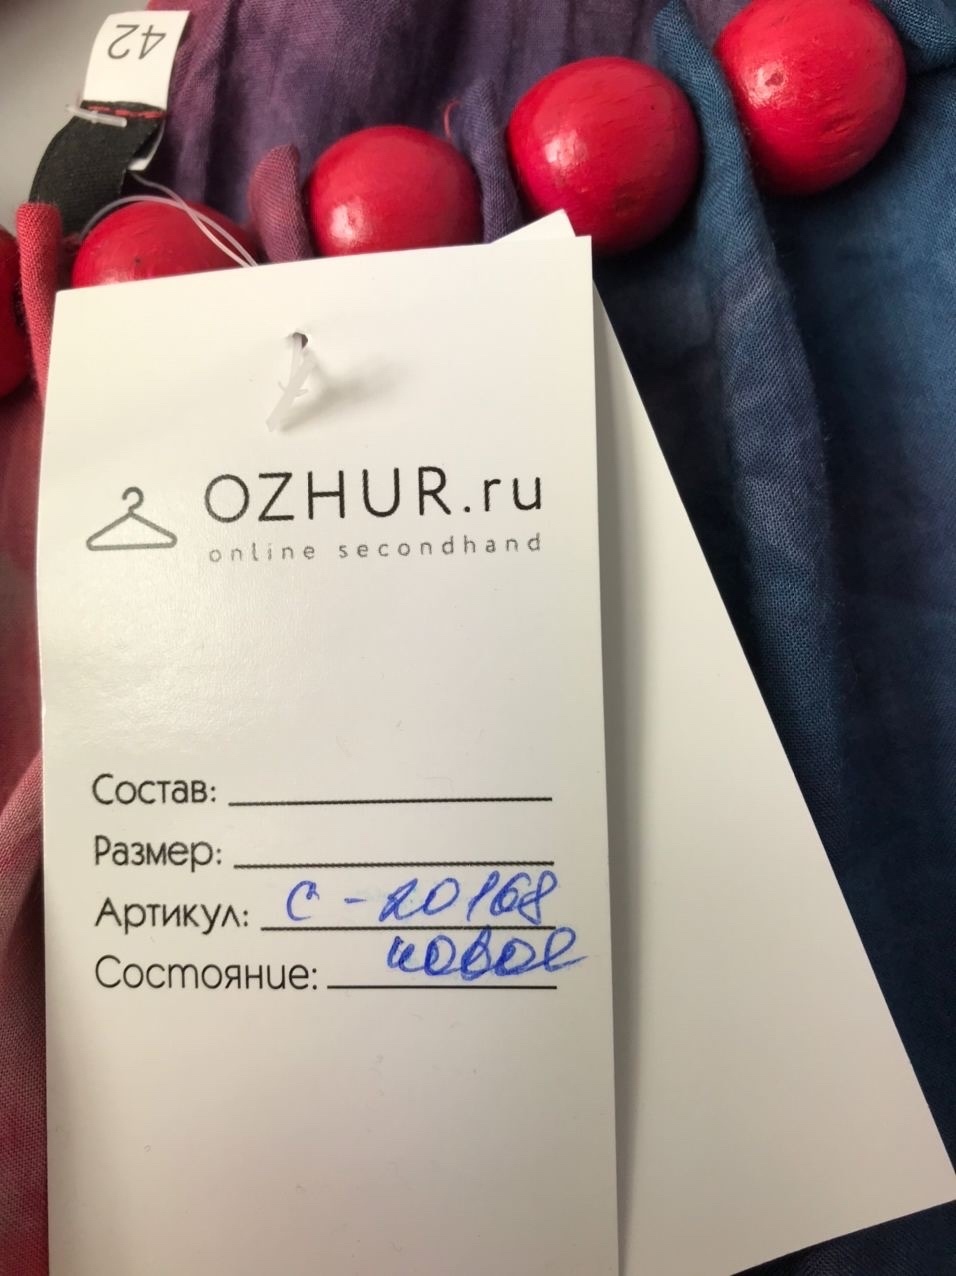 42
OZHUR.ru
online secondhand
Состав:
Размер:
Артикул: С - 20168
Состояние: новое